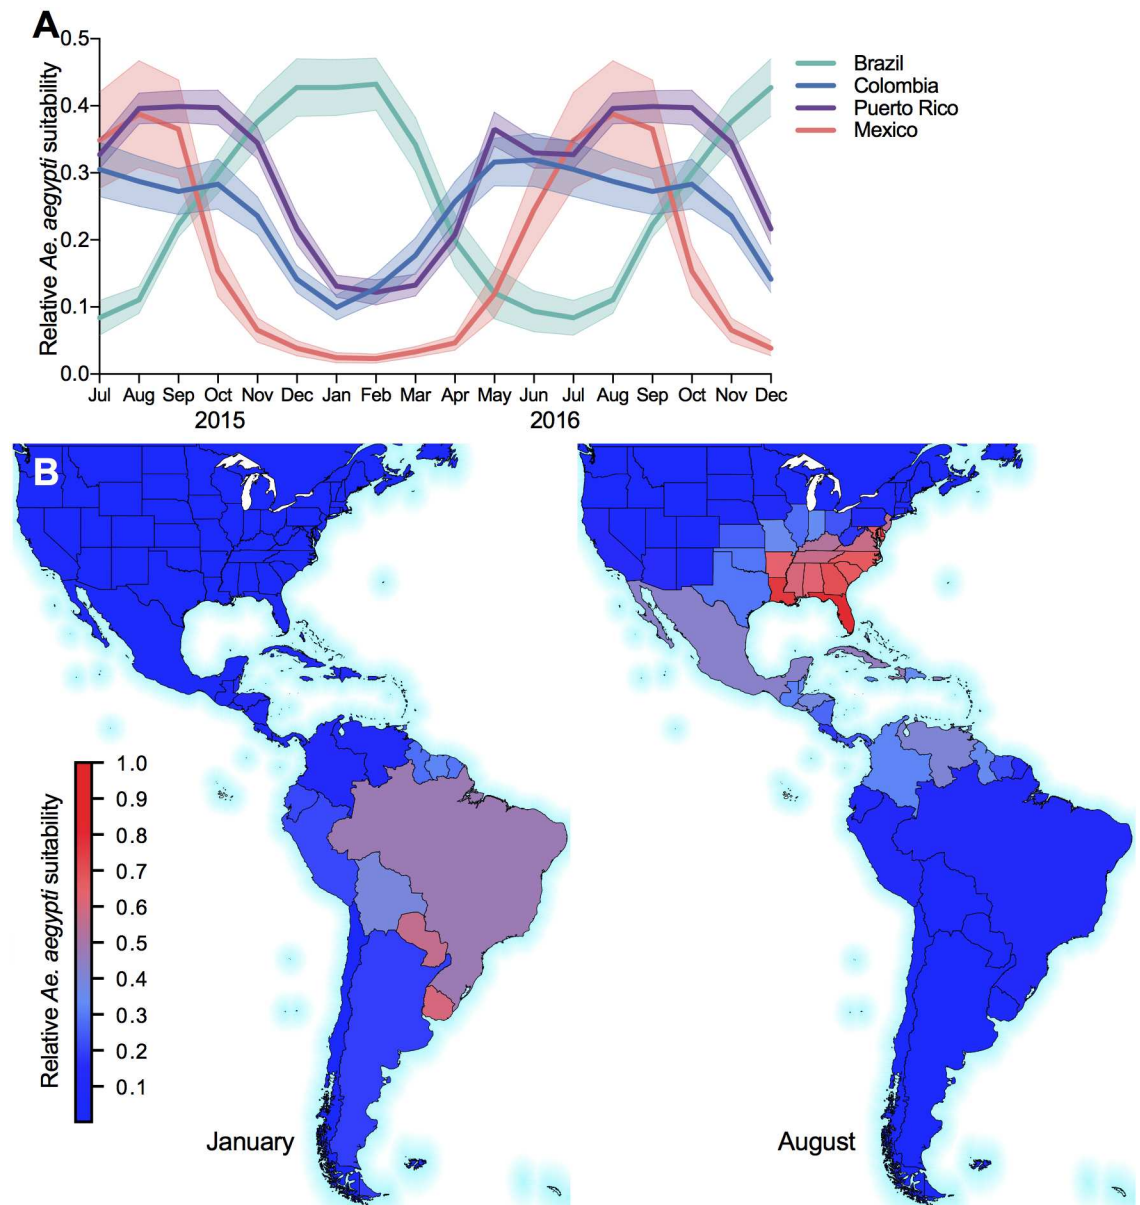 A
Relative Ae. aegypti suitability
0.5
0.4
0.3
0.2
0.1
0.0
Jul Aug Sep Oct Nov Dec Jan Feb Mar Apr May Jun Jul Aug Sep Oct Nov Dec
2015 2016
Brazil
Colombia
Puerto Rico
Mexico
B
Relative Ae. aegypti suitability
1.0
0.9
0.8
0.7
0.6
0.5
0.4
0.3
0.2
0.1
January
August